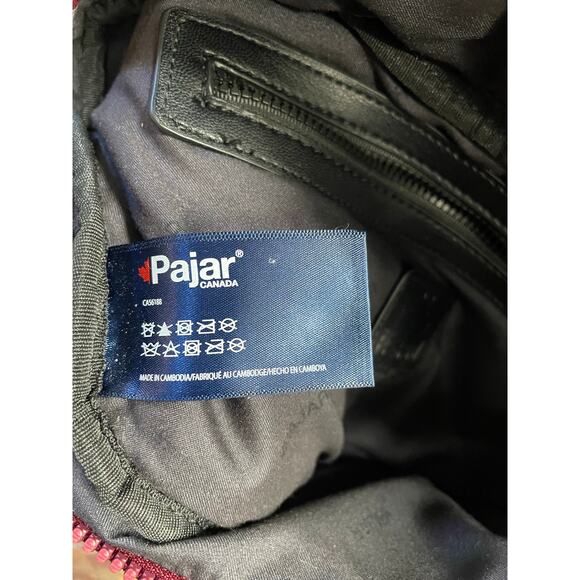 Pajar®
CANADA
CA56188
MADE IN CAMBODIA/FABRIQUÉ AU CAMBODGE/HECHO EN CAMBOYA